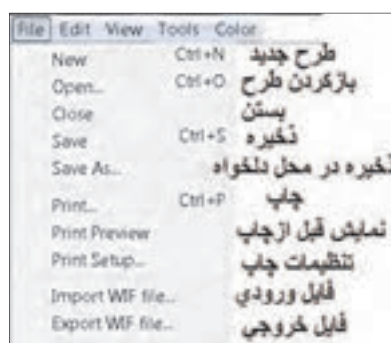 File Edit View Tools Color
New Ctrl+N طرح جدید
Open... Ctrl+O بازکردن طرح
Close بستن
Save Ctrl+S ذخیره
Save As... ذخیره در محل دلخواه
Print... Ctrl+P چاپ
Print Preview نمایش قبل ازچاپ
Print Setup... تنظیمات چاپ
Import WIF file... فایل ورودي
Export WIF file... فایل خروجي